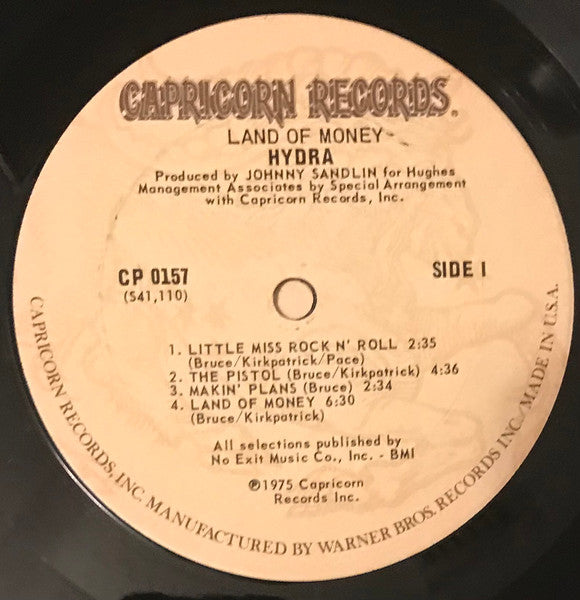 CAPRICORN RECORDS.
LAND OF MONEY
HYDRA
Produced by JOHNNY SANDLIN for Hughes
Management Associates by Special Arrangement
with Capricorn Records, Inc.
CP 0157
SIDE 1
(S41,110)
1. LITTLE MISS ROCK N' ROLL 2:35
(Bruce/Kirkpatrick/Pace)
2. THE PISTOL (Bruce/Kirkpatrick) 4:36
3. MAKIN' PLANS (Bruce) 2:34
4. LAND OF MONEY 6:30
(Bruce/Kirkpatrick)
All selections published by
No Exit Music Co., Inc. - BMI
℗1975 Capricorn
Records Inc.
CAPRICORN RECORDS, INC. MANUFACTURED BY WARNER BROS. RECORDS INC./MADE IN U.S.A.